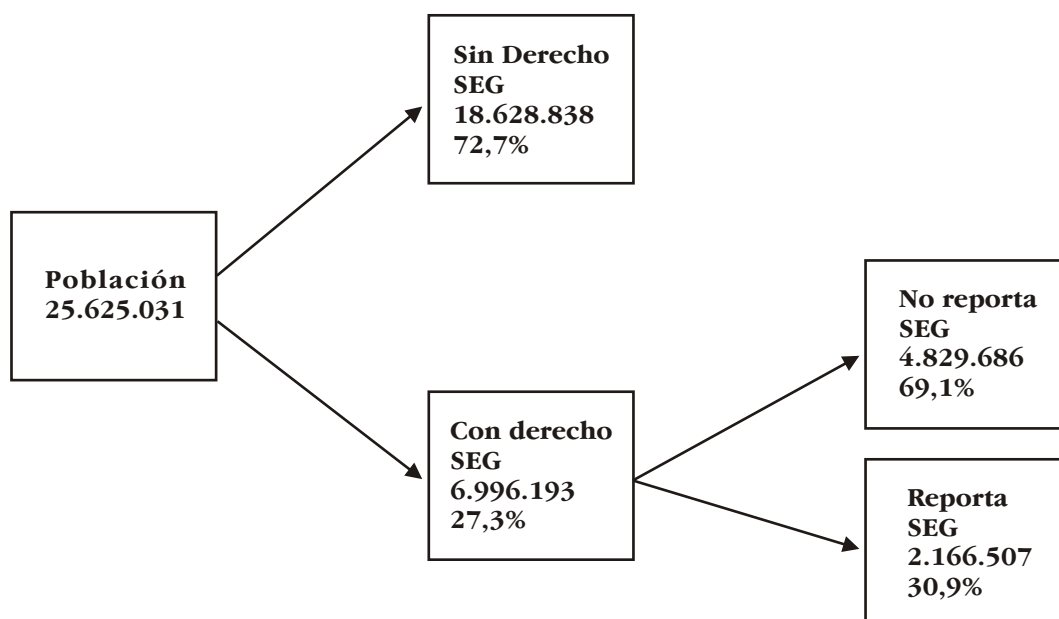 Sin Derecho
SEG
18.628.838
72,7%
Población
25.625.031
No reporta
SEG
4.829.686
69,1%
Con derecho
SEG
6.996.193
27,3%
Reporta
SEG
2.166.507
30,9%